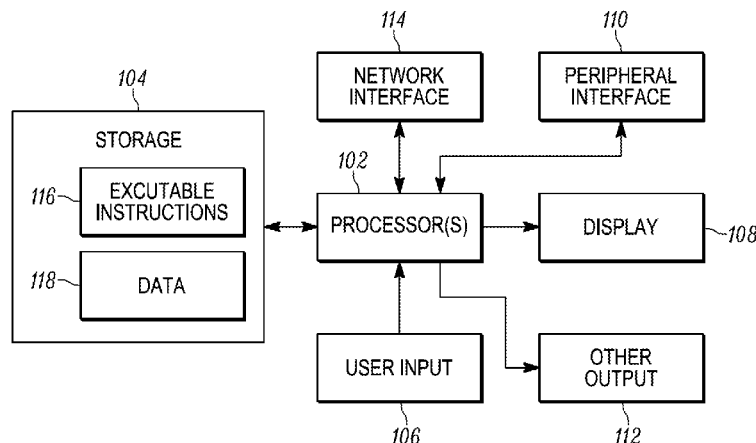 114
110
NETWORK
INTERFACE
PERIPHERAL
INTERFACE
104
STORAGE
116
EXCUTABLE
INSTRUCTIONS
118
DATA
102
PROCESSOR(S)
DISPLAY
108
USER INPUT
106
OTHER
OUTPUT
112